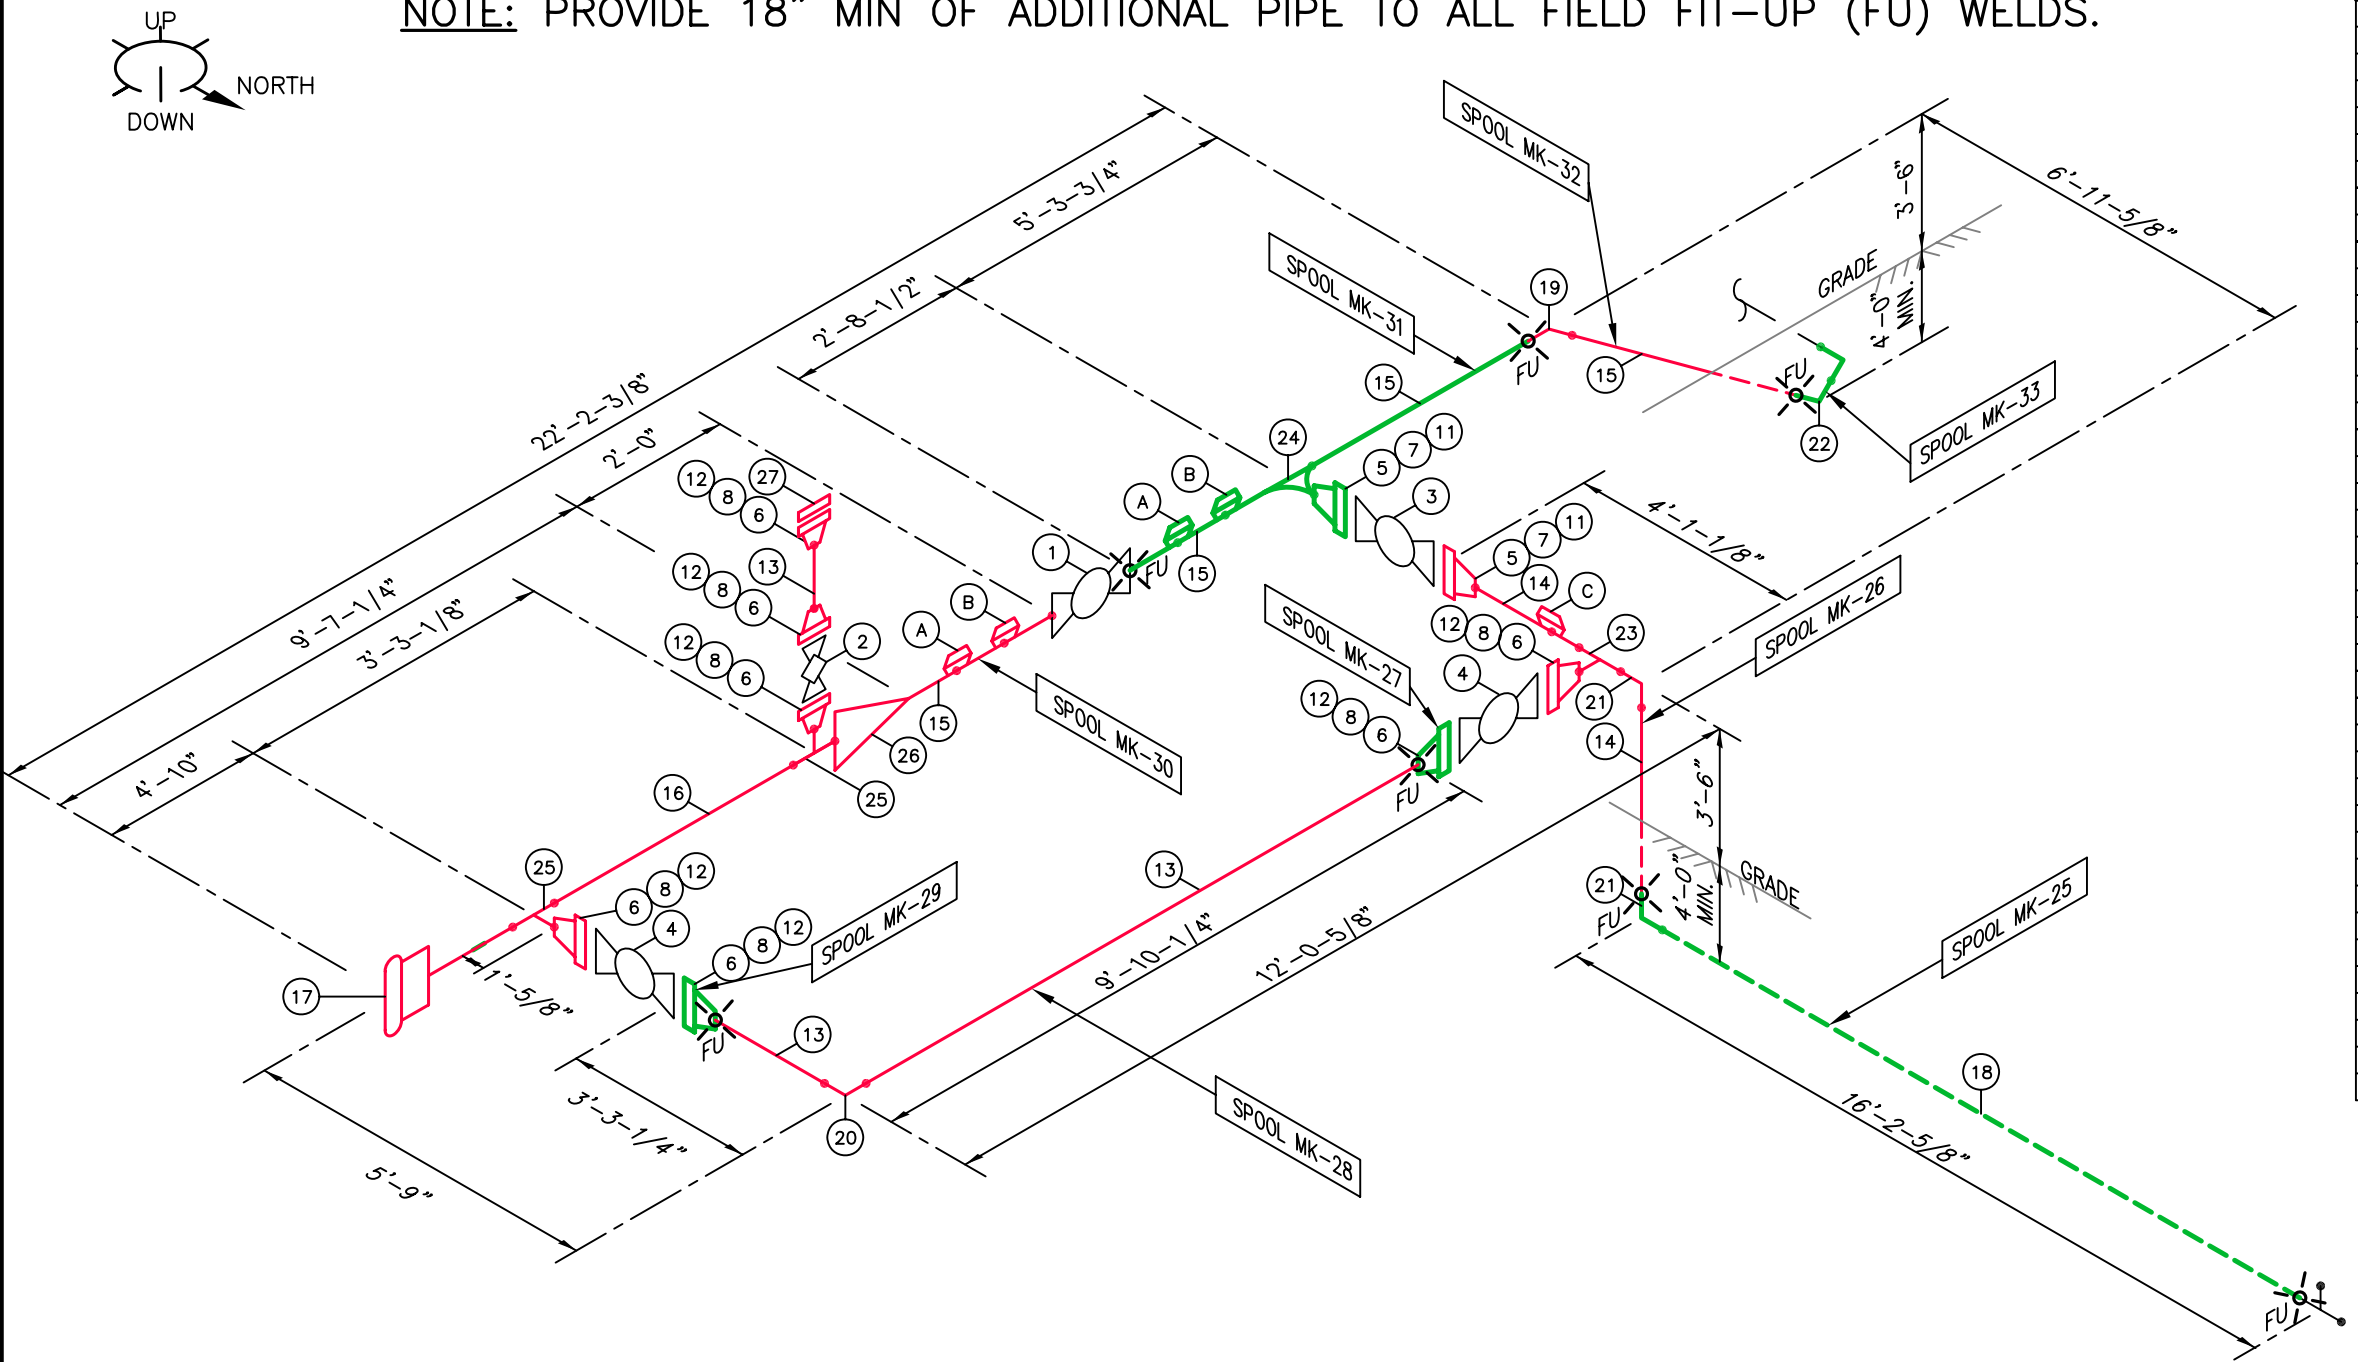 NOTE: PROVIDE 18" MIN OF ADDITIONAL PIPE TO ALL FIELD FIT-UP (FU) WELDS.
UP
NORTH
DOWN
SPOOL MK-32
5'-3-3/4"
3'-6"
6'-11-5/8"
SPOOL MK-31
19
GRADE
2'-8-1/2"
4'-0"
MIN.
FU
15
15
FU
22'-2-3/8"
SPOOL MK-33
22
2'-0"
24
5
7
11
B
12
8
27
6
A
3
4'-1-1/8"
1
5
7
11
13
FU
15
14
C
SPOOL MK-26
12
8
6
9'-7-1/4"
3'-3-1/8"
A
B
2
SPOOL MK-27
12
8
6
23
12
8
6
4
21
12
8
6
15
SPOOL MK-30
26
14
4'-10"
16
25
3'-6"
FU
25
6
8
12
13
GRADE
21
4'-0"
MIN.
FU
SPOOL MK-29
SPOOL MK-25
4
6
8
12
9'-10-1/4"
12'-0-5/8"
17
1'-5/8"
13
FU
18
3'-3-1/4"
20
SPOOL MK-28
16'-2-5/8"
5'-9"
FU